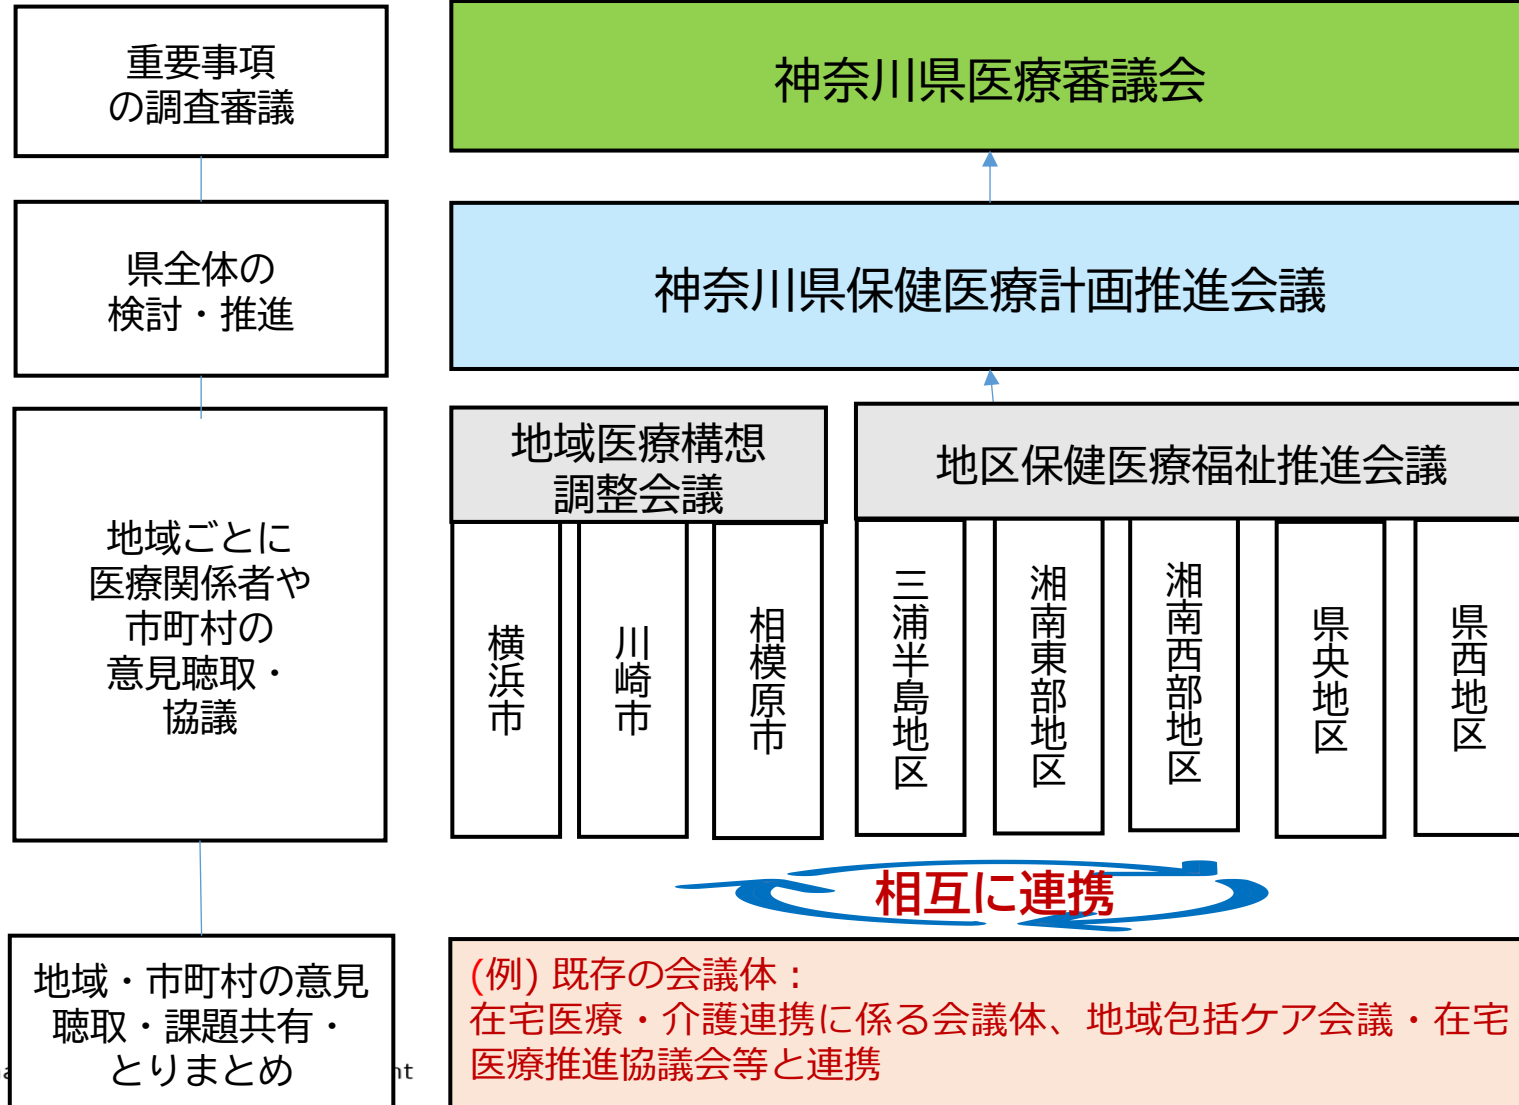 重要事項
の調査審議
神奈川県医療審議会
県全体の
検討・推進
神奈川県保健医療計画推進会議
地域ごとに
医療関係者や
市町村の
意見聴取・
協議
地域医療構想
調整会議
地区保健医療福祉推進会議
横浜市
川崎市
相模原市
三浦半島地区
湘南東部地区
湘南西部地区
県央地区
県西地区
相互に連携
地域・市町村の意見
聴取・課題共有・
とりまとめ
(例) 既存の会議体：
在宅医療・介護連携に係る会議体、地域包括ケア会議・在宅
医療推進協議会等と連携